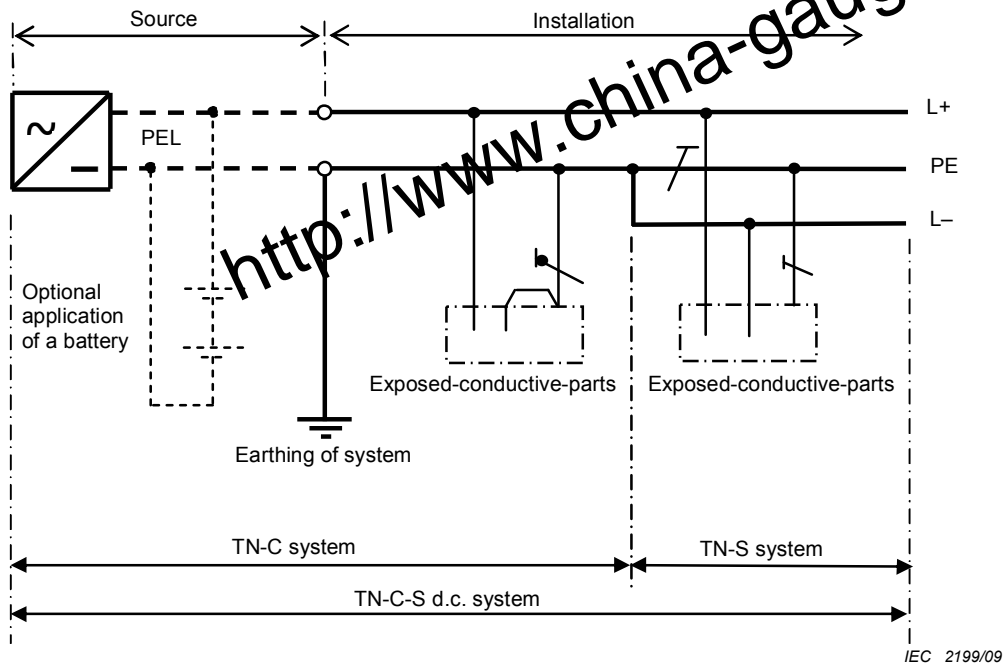 Source
Installation
http://www.china-gaug
L+
PEL
PE
L–
Optional
application
of a battery
Exposed-conductive-parts
Exposed-conductive-parts
Earthing of system
TN-C system
TN-S system
TN-C-S d.c. system
IEC 2199/09